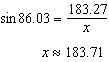 sin 86.03 = 183.27 / x
x ≈ 183.71